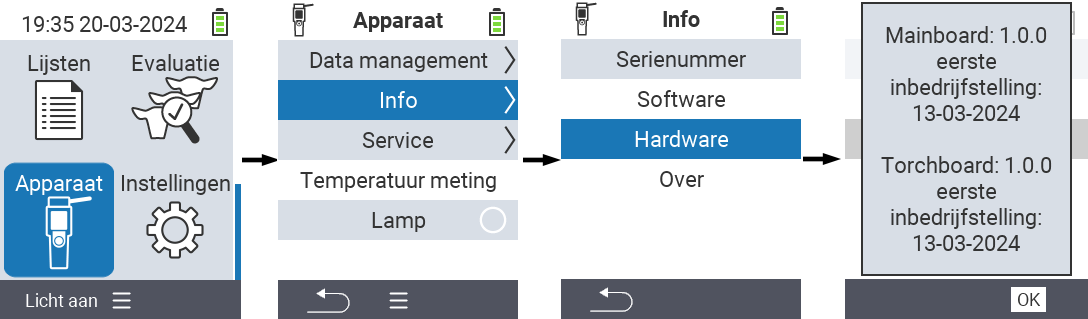 19:35 20-03-2024
Lijsten
Evaluatie
Apparaat
Instellingen
Licht aan
Apparaat
Data management
Info
Service
Temperatuur meting
Lamp
Info
Serienummer
Software
Hardware
Over
Mainboard: 1.0.0
eerste
inbedrijfstelling:
13-03-2024
Torchboard: 1.0.0
eerste
inbedrijfstelling:
13-03-2024
OK